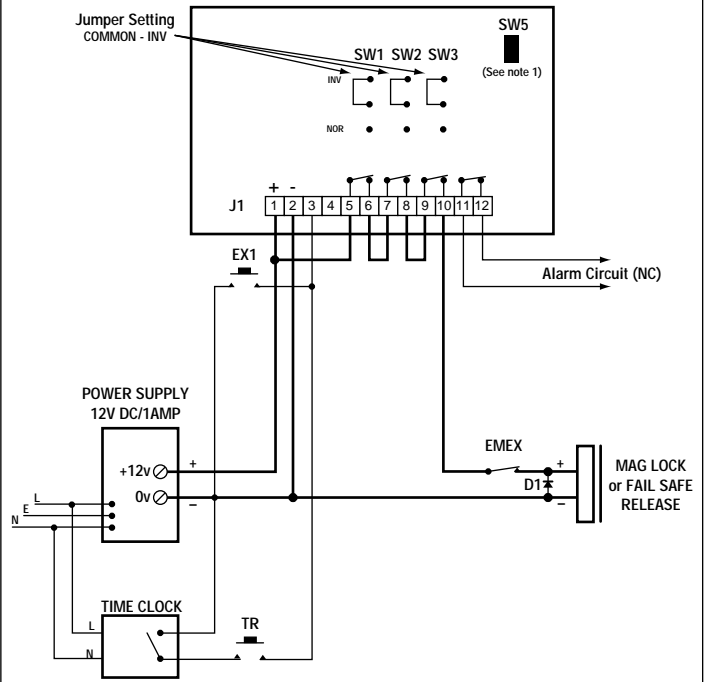 Jumper Setting
COMMON - INV
SW5
(See note 1)
SW1 SW2 SW3
INV
NOR
+ -
J1 1 2 3 4 5 6 7 8 9 10 11 12
EX1
Alarm Circuit (NC)
POWER SUPPLY
12V DC/1AMP
+12v +
0v –
L
E
N
EMEX
+
D1
–
MAG LOCK
or FAIL SAFE
RELEASE
TIME CLOCK
L
N
TR